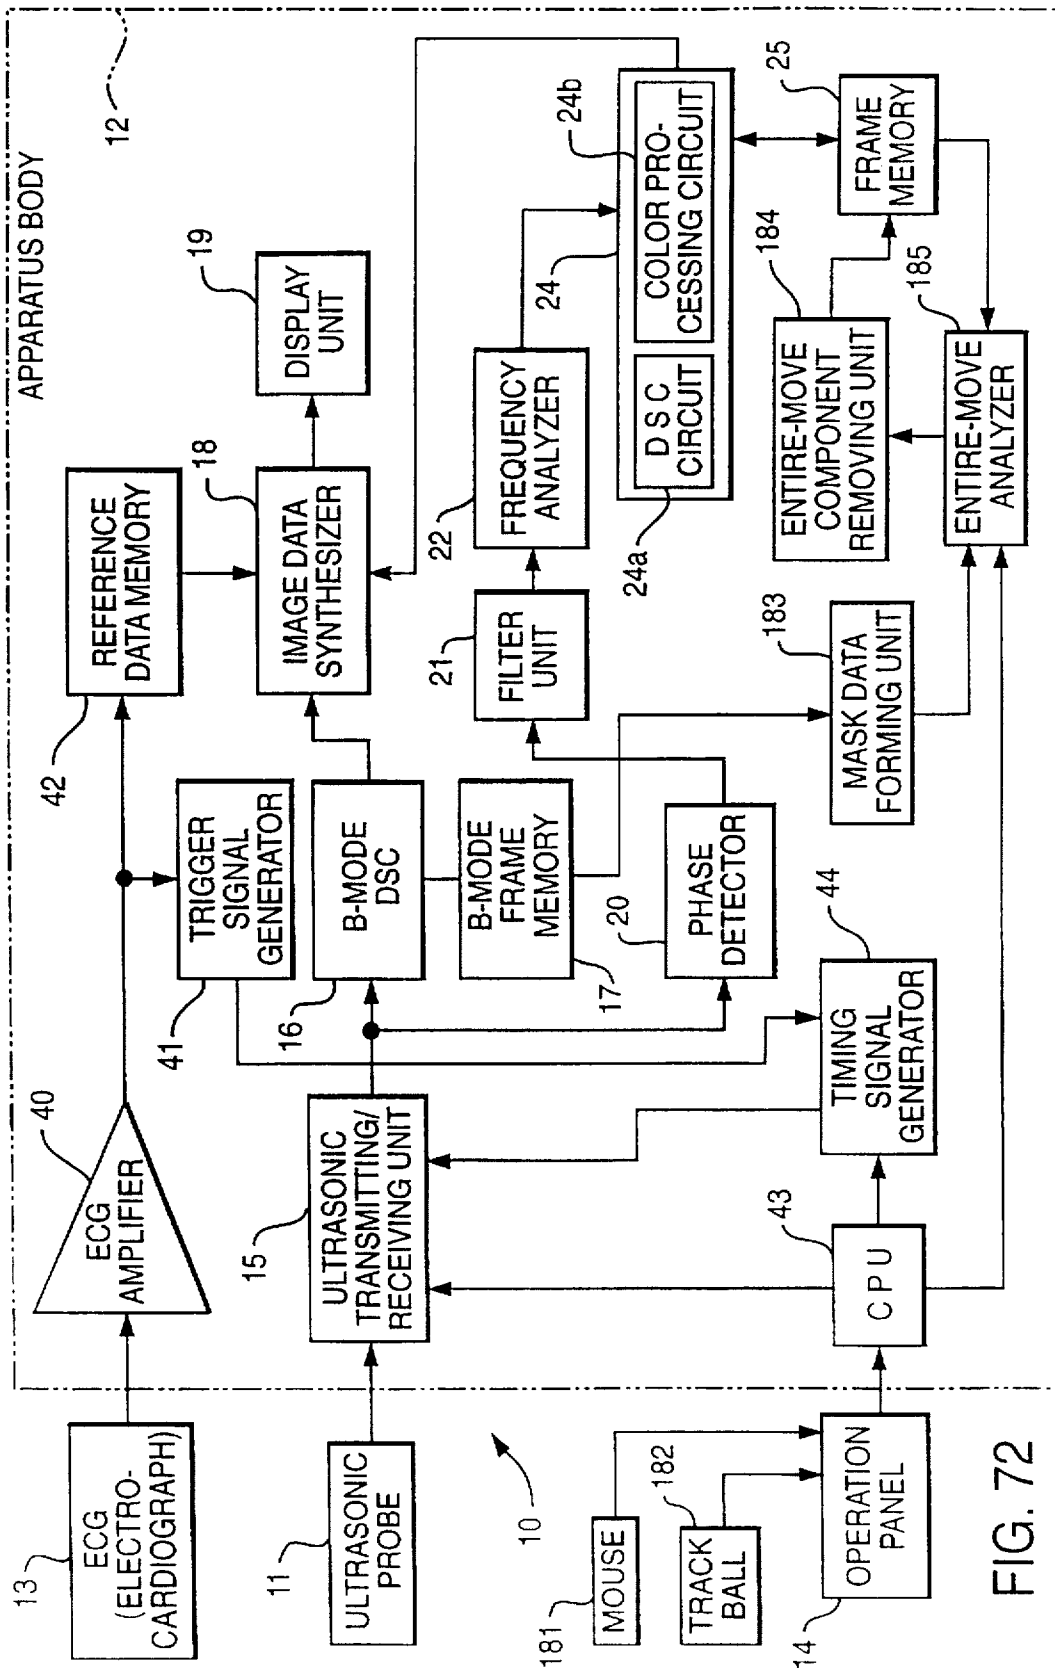 APPARATUS BODY
12
13
ECG
(ELECTRO-
CARDIOGRAPH)
40
ECG
AMPLIFIER
42
REFERENCE
DATA MEMORY
41
TRIGGER
SIGNAL
GENERATOR
18
IMAGE DATA
SYNTHESIZER
19
DISPLAY
UNIT
11
ULTRASONIC
PROBE
15
ULTRASONIC
TRANSMITTING/
RECEIVING UNIT
16
B-MODE
DSC
B-MODE
FRAME
MEMORY
17
20
PHASE
DETECTOR
21
FILTER
UNIT
22
FREQUENCY
ANALYZER
24
24a
D S C
CIRCUIT
24b
COLOR PRO-
CESSING CIRCUIT
25
FRAME
MEMORY
10
181
MOUSE
182
TRACK
BALL
14
OPERATION
PANEL
43
C P U
44
TIMING
SIGNAL
GENERATOR
183
MASK DATA
FORMING UNIT
184
ENTIRE-MOVE
COMPONENT
REMOVING UNIT
185
ENTIRE-MOVE
ANALYZER
FIG. 72